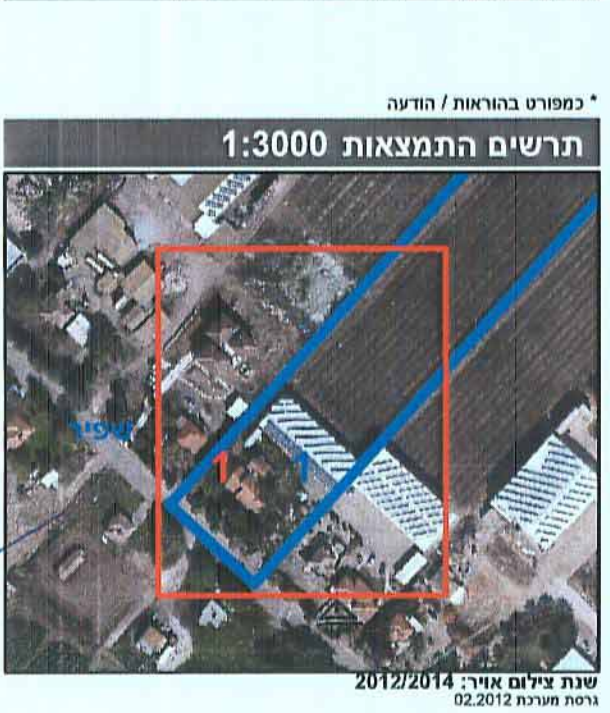 * כמפורט בהוראות / הודעה
תרשים התמצאות 1:3000
שפיר
1
1
שנת צילום אויר: 2012/2014
גרסת מערכת 02.2012